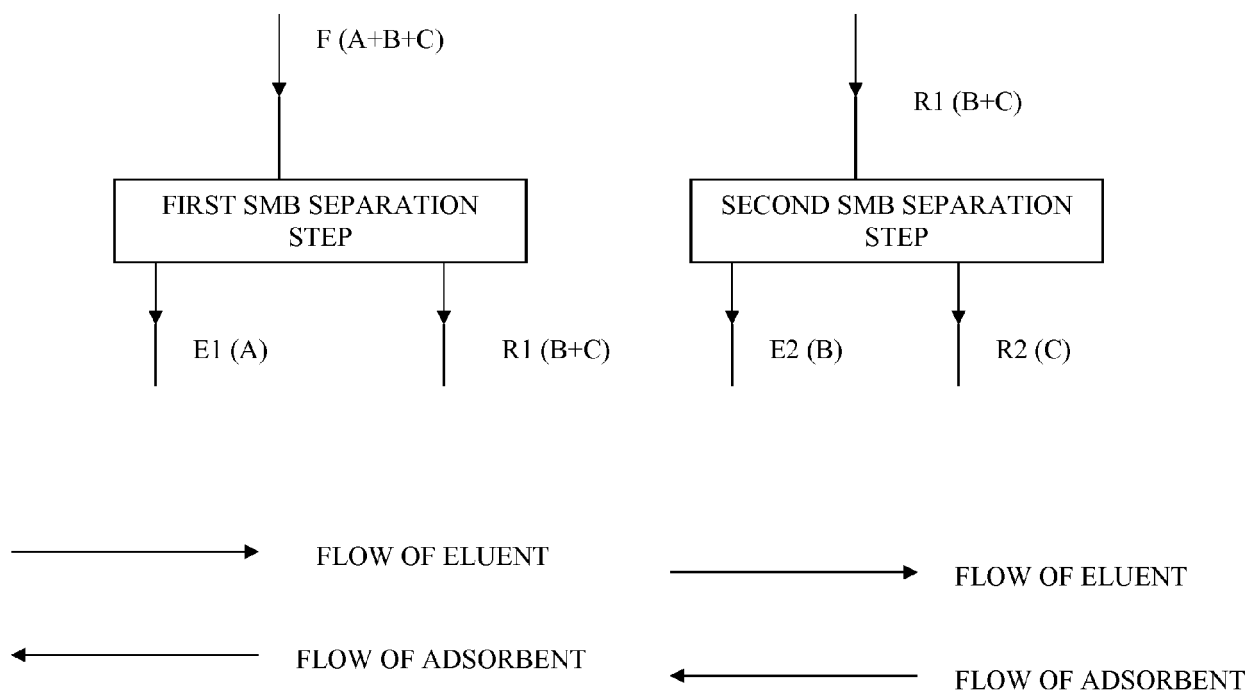 F (A+B+C)
R1 (B+C)
FIRST SMB SEPARATION
STEP
SECOND SMB SEPARATION
STEP
E1 (A)
R1 (B+C)
E2 (B)
R2 (C)
FLOW OF ELUENT
FLOW OF ELUENT
FLOW OF ADSORBENT
FLOW OF ADSORBENT